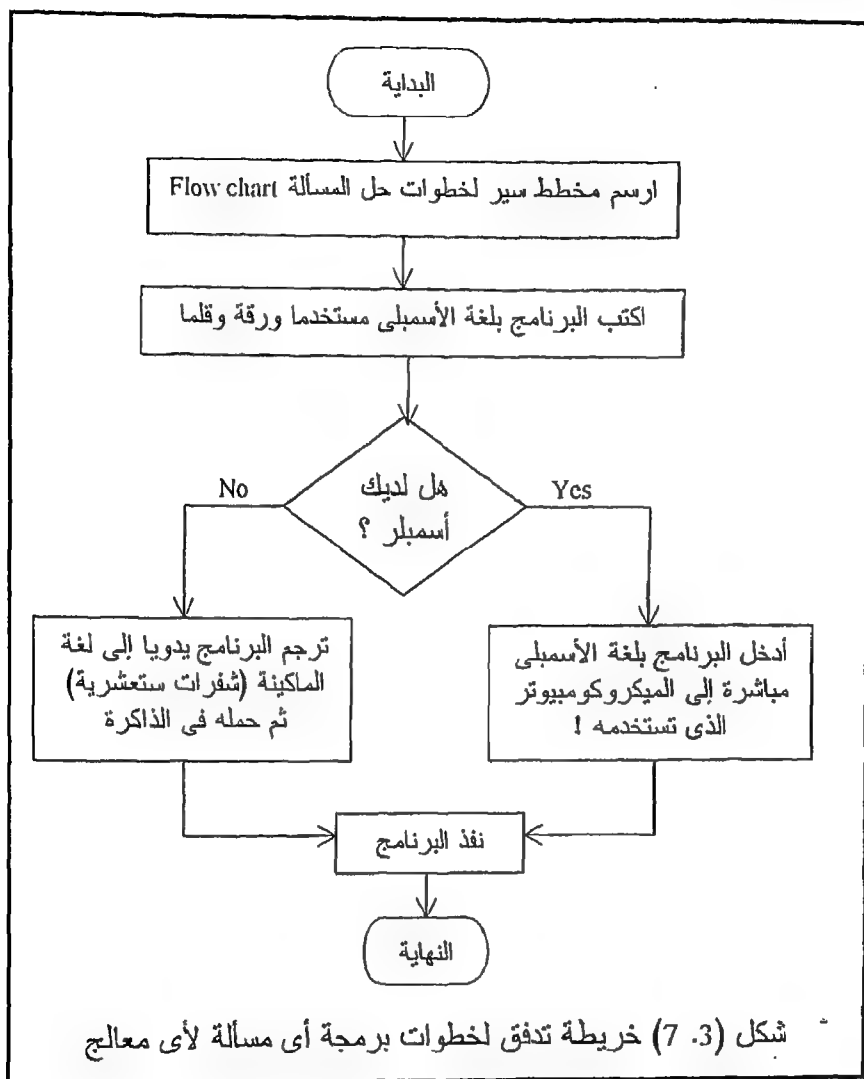 البداية
ارسم مخطط سير لخطوات حل المسألة Flow chart
اكتب البرنامج بلغة الأسمبلى مستخدما ورقة وقلما
هل لديك
أسمبلر ؟
No
Yes
ترجم البرنامج يدويا إلى لغة
الماكينة (شفرات ستعشرية)
ثم حمله فى الذاكرة
أدخل البرنامج بلغة الأسمبلى
مباشرة إلى الميكروكومبيوتر
الذى تستخدمه !
نفذ البرنامج
النهاية
شكل (3. 7) خريطة تدفق لخطوات برمجة أى مسألة لأى معالج